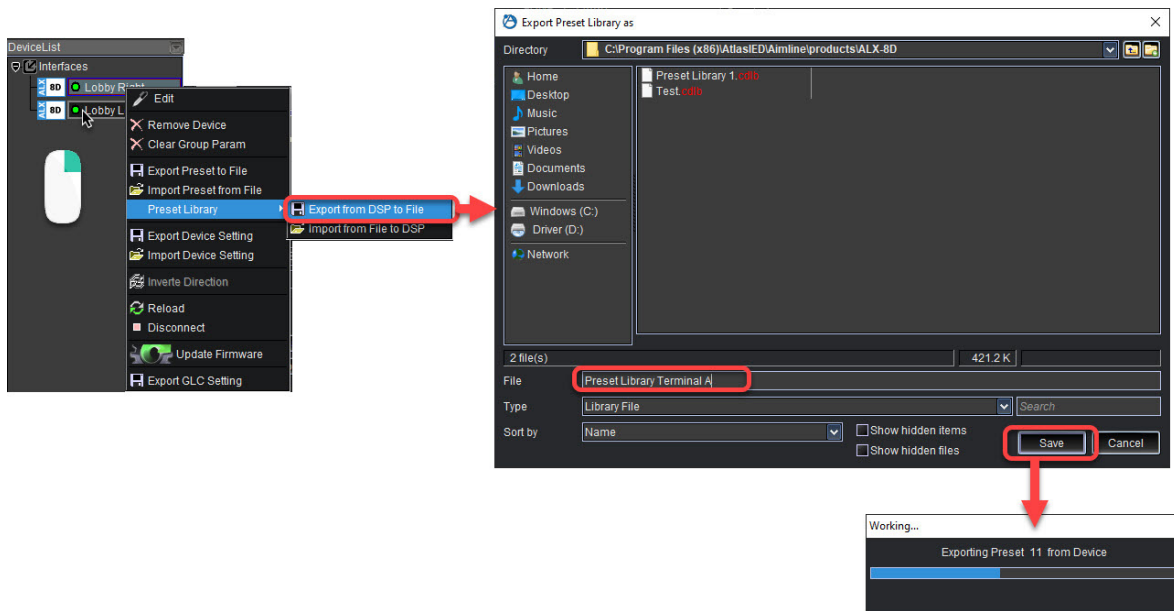 DeviceList
Interfaces
ALX 8D Lobby Right
ALX 8D Lobby L
Edit
Remove Device
Clear Group Param
Export Preset to File
Import Preset from File
Preset Library
Export from DSP to File
Import from File to DSP
Export Device Setting
Import Device Setting
Inverte Direction
Reload
Disconnect
Update Firmware
Export GLC Setting
Export Preset Library as
Directory C:\Program Files (x86)\AtlasIED\Aimline\products\ALX-8D
Home
Desktop
Music
Pictures
Videos
Documents
Downloads
Windows (C:)
Driver (D:)
Network
Preset Library 1.cdlb
Test.cdlb
2 file(s) 421.2 K
File Preset Library Terminal A
Type Library File Search
Sort by Name Show hidden items
Show hidden files
Save Cancel
Working...
Exporting Preset 11 from Device